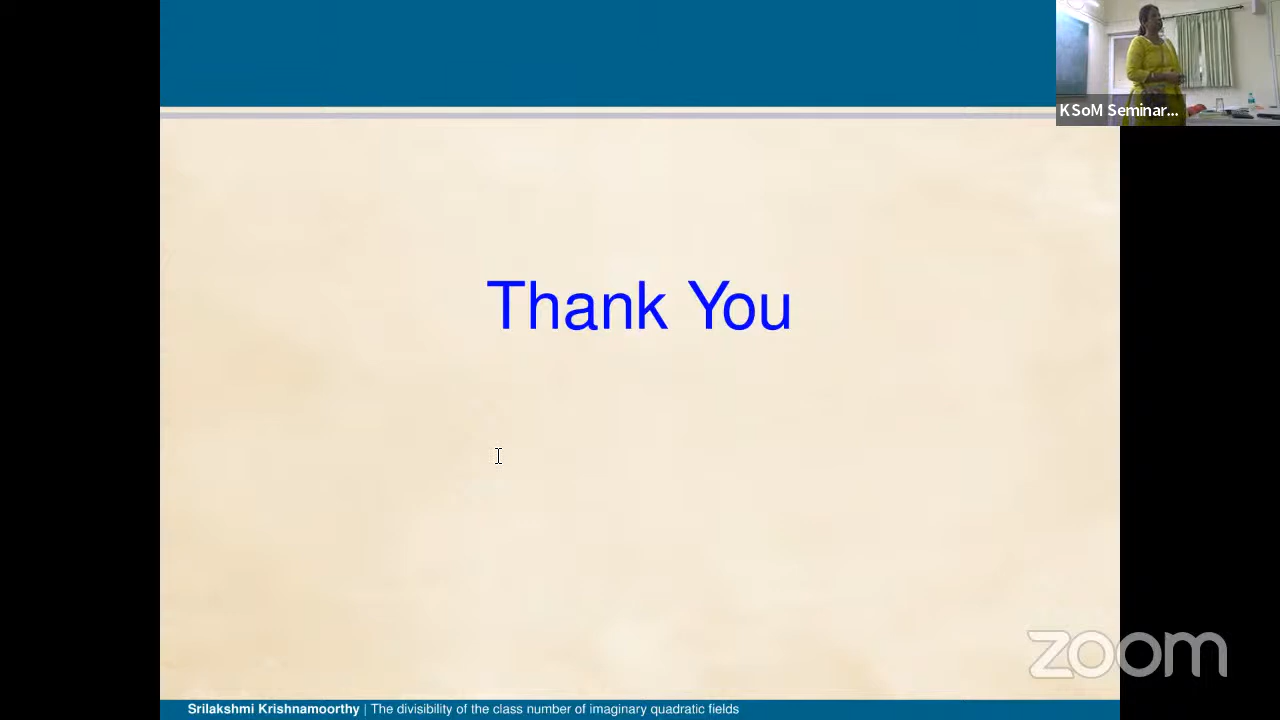 KSoM Seminar...
Thank You
zoom
Srilakshmi Krishnamoorthy | The divisibility of the class number of imaginary quadratic fields